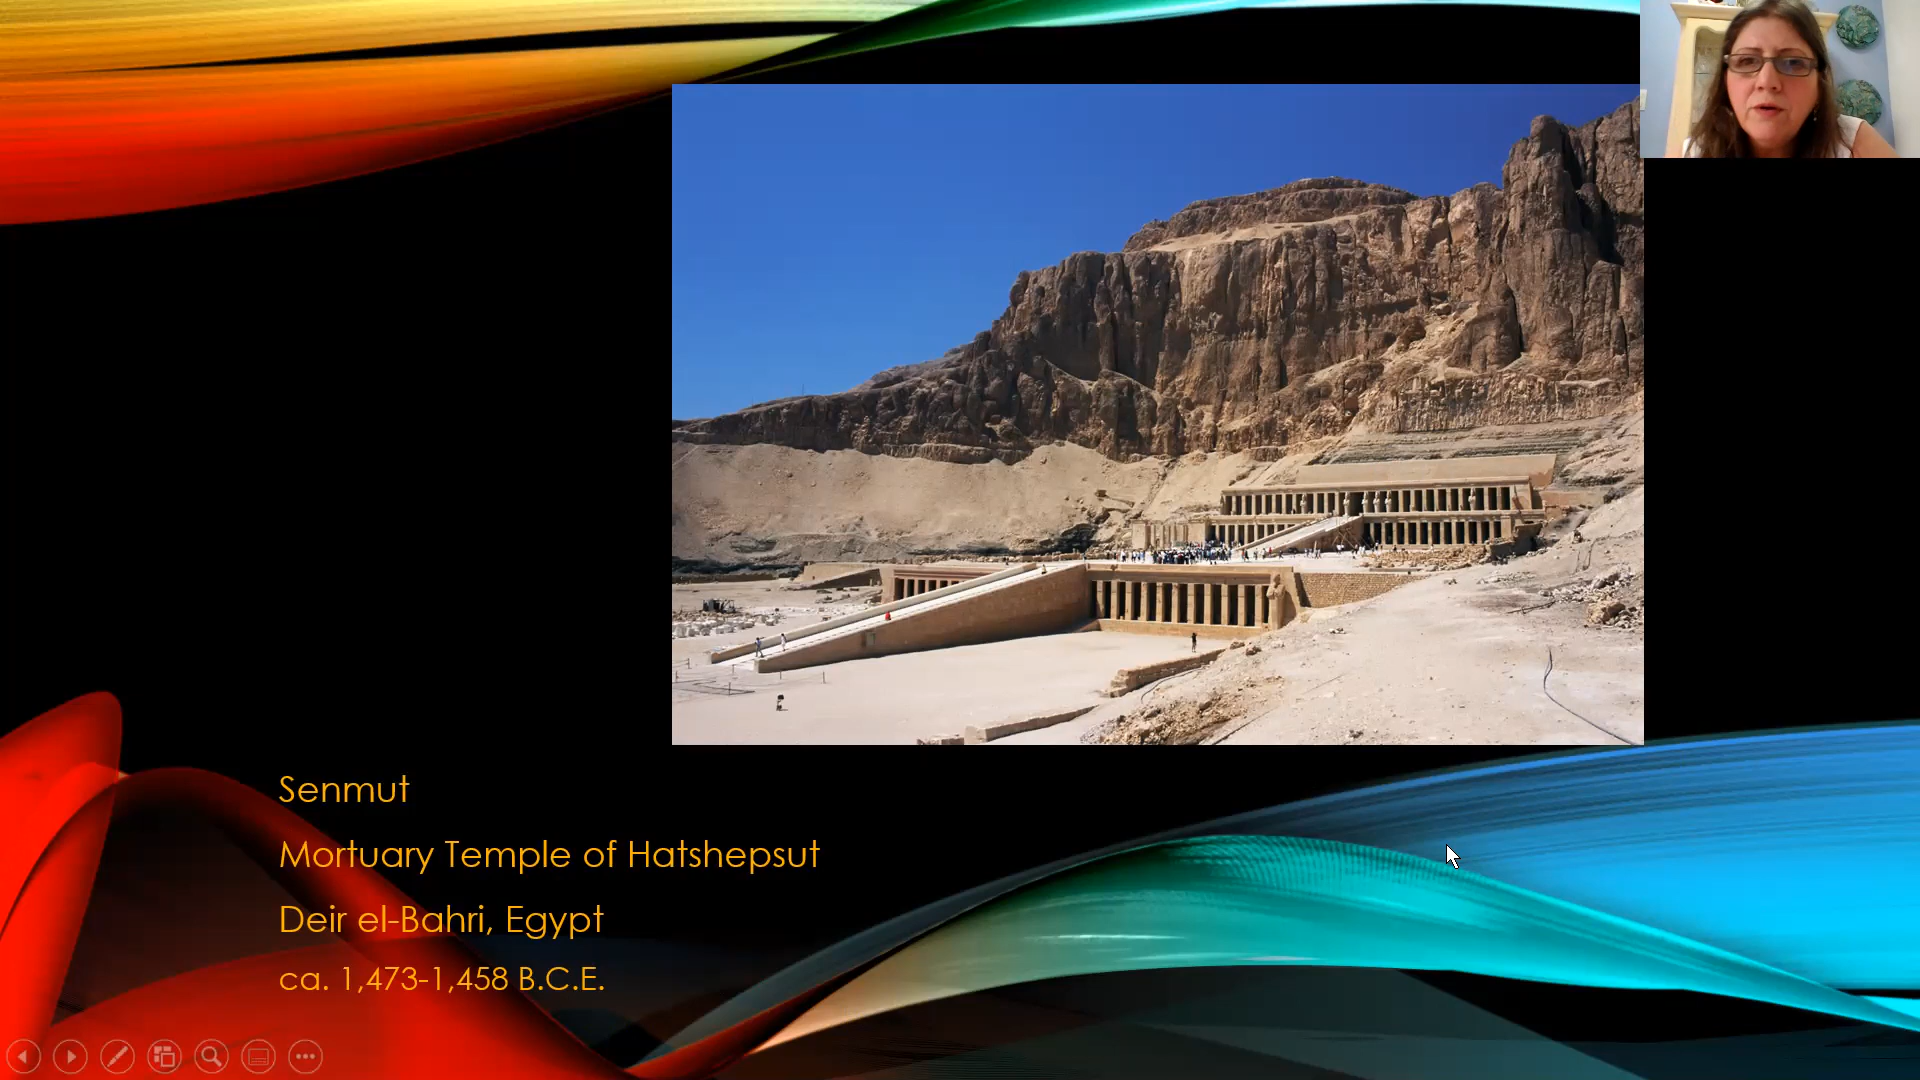 Senmut
Mortuary Temple of Hatshepsut
Deir el-Bahri, Egypt
ca. 1,473-1,458 B.C.E.